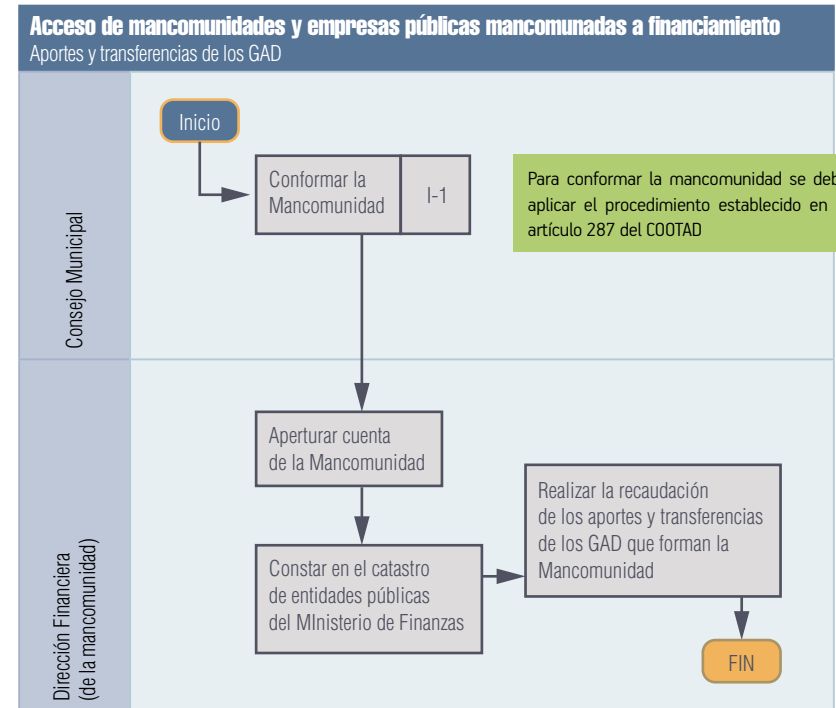 Acceso de mancomunidades y empresas públicas mancomunadas a financiamiento
Aportes y transferencias de los GAD
Consejo Municipal
Inicio
Conformar la
Mancomunidad
I-1
Para conformar la mancomunidad se deb
aplicar el procedimiento establecido en
artículo 287 del COOTAD
Dirección Financiera
(de la mancomunidad)
Aperturar cuenta
de la Mancomunidad
Constar en el catastro
de entidades públicas
del MInisterio de Finanzas
Realizar la recaudación
de los aportes y transferencias
de los GAD que forman la
Mancomunidad
FIN